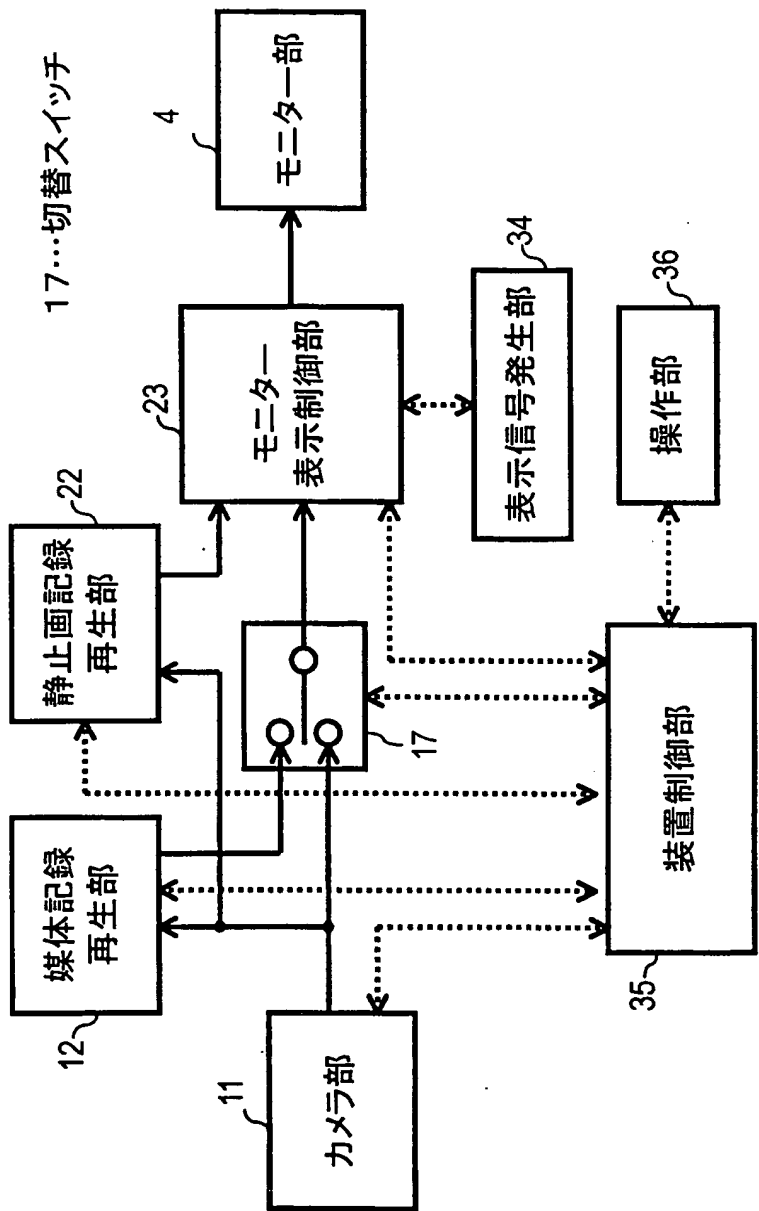 17…切替スイッチ
12
媒体記録
再生部
22
静止画記録
再生部
23
モニター
表示制御部
4
モニター部
11
カメラ部
17
34
表示信号発生部
35
装置制御部
36
操作部